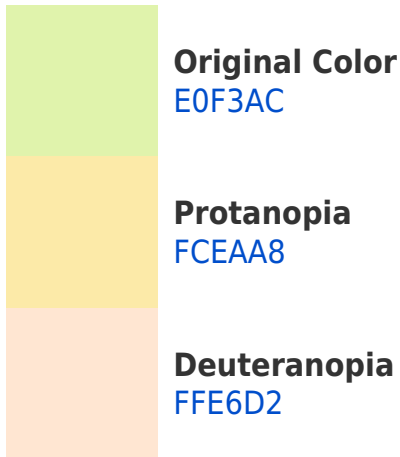 Original Color
E0F3AC
Protanopia
FCEAA8
Deuteranopia
FFE6D2